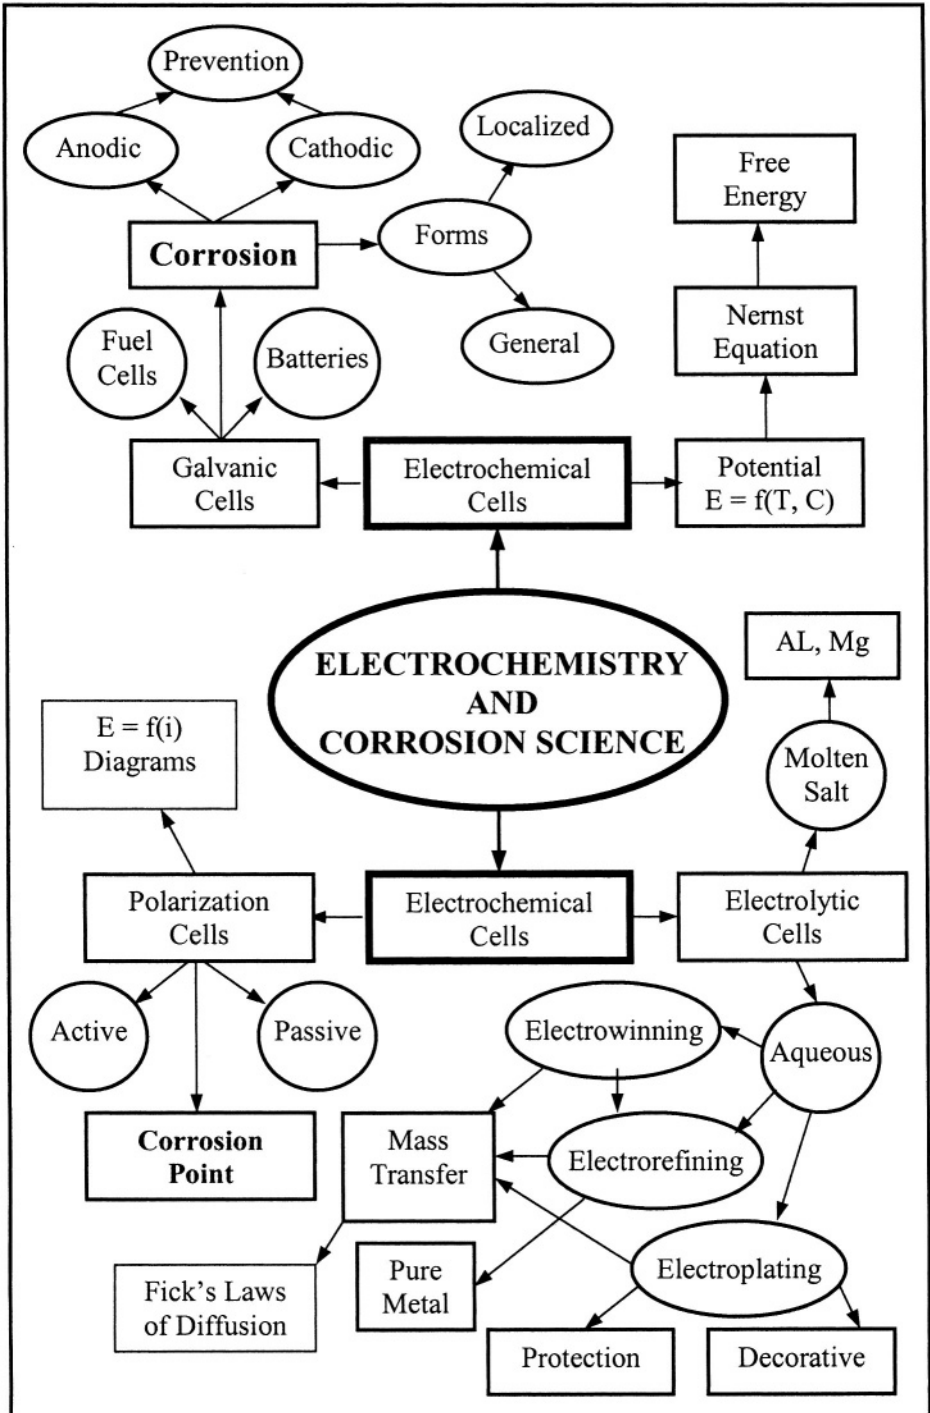 Prevention
Anodic
Cathodic
Localized
Free
Energy
Corrosion
Forms
Nernst
Equation
Fuel
Cells
Batteries
General
Galvanic
Cells
Electrochemical
Cells
Potential
E = f(T, C)
ELECTROCHEMISTRY
AND
CORROSION SCIENCE
AL, Mg
E = f(i)
Diagrams
Molten
Salt
Polarization
Cells
Electrochemical
Cells
Electrolytic
Cells
Active
Passive
Electrowinning
Aqueous
Corrosion
Point
Mass
Transfer
Electrorefining
Fick's Laws
of Diffusion
Pure
Metal
Electroplating
Protection
Decorative